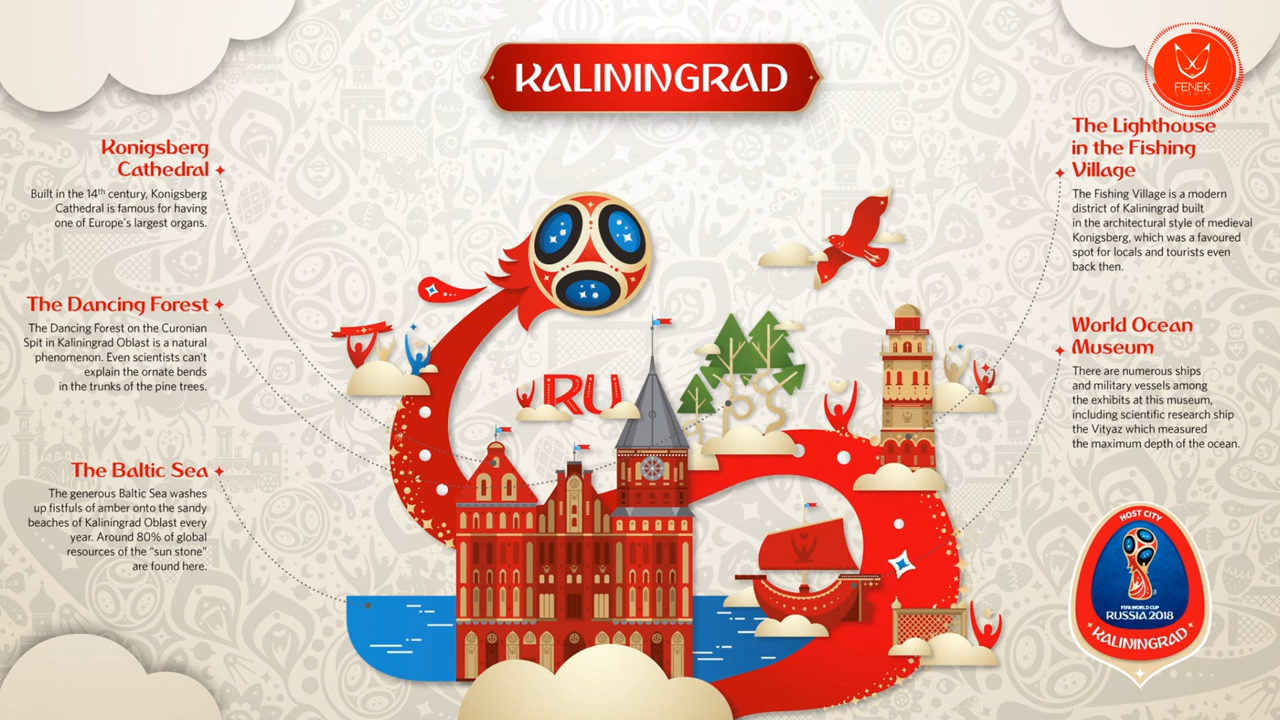 KALININGRAD
FENEK
STUDIO
Konigsberg
Cathedral
Built in the 14th century, Konigsberg
Cathedral is famous for having
one of Europe's largest organs.
The Dancing Forest
The Dancing Forest on the Curonian
Spit in Kaliningrad Oblast is a natural
phenomenon. Even scientists can't
explain the ornate bends
in the trunks of the pine trees.
The Baltic Sea
The generous Baltic Sea washes
up fistfuls of amber onto the sandy
beaches of Kaliningrad Oblast every
year. Around 80% of global
resources of the "sun stone"
are found here.
RU
The Lighthouse
in the Fishing
Village
The Fishing Village is a modern
district of Kaliningrad built
in the architectural style of medieval
Konigsberg, which was a favoured
spot for locals and tourists even
back then.
World Ocean
Museum
There are numerous ships
and military vessels among
the exhibits at this museum,
including scientific research ship
the Vityaz which measured
the maximum depth of the ocean.
HOST CITY
FIFA WORLD CUP
RUSSIA 2018
KALININGRAD